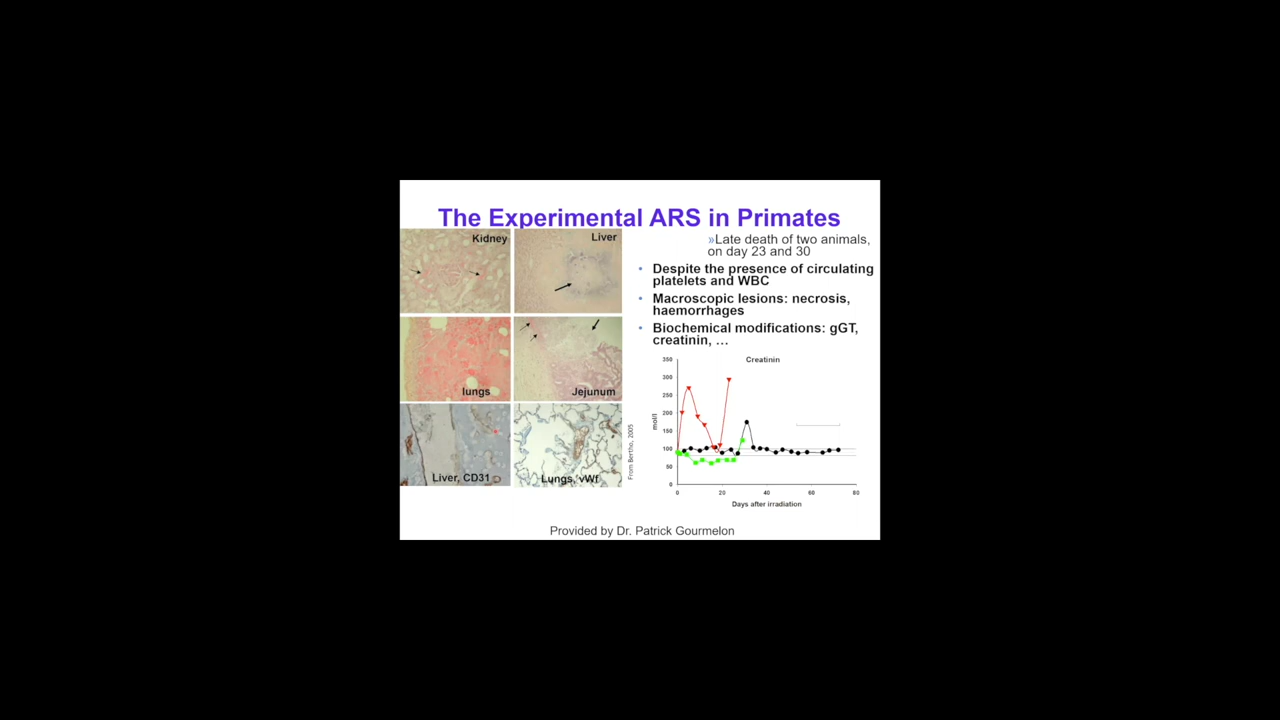 The Experimental ARS in Primates
Kidney
Liver
lungs
Jejunum
Liver, CD31
Lungs, vWf
From Bertho, 2005
»Late death of two animals,
on day 23 and 30
• Despite the presence of circulating
platelets and WBC
• Macroscopic lesions: necrosis,
haemorrhages
• Biochemical modifications: gGT,
creatinin, …
Creatinin
350
300
250
200
150
100
50
0
mol/l
0 20 40 60 80
Days after irradiation
Provided by Dr. Patrick Gourmelon